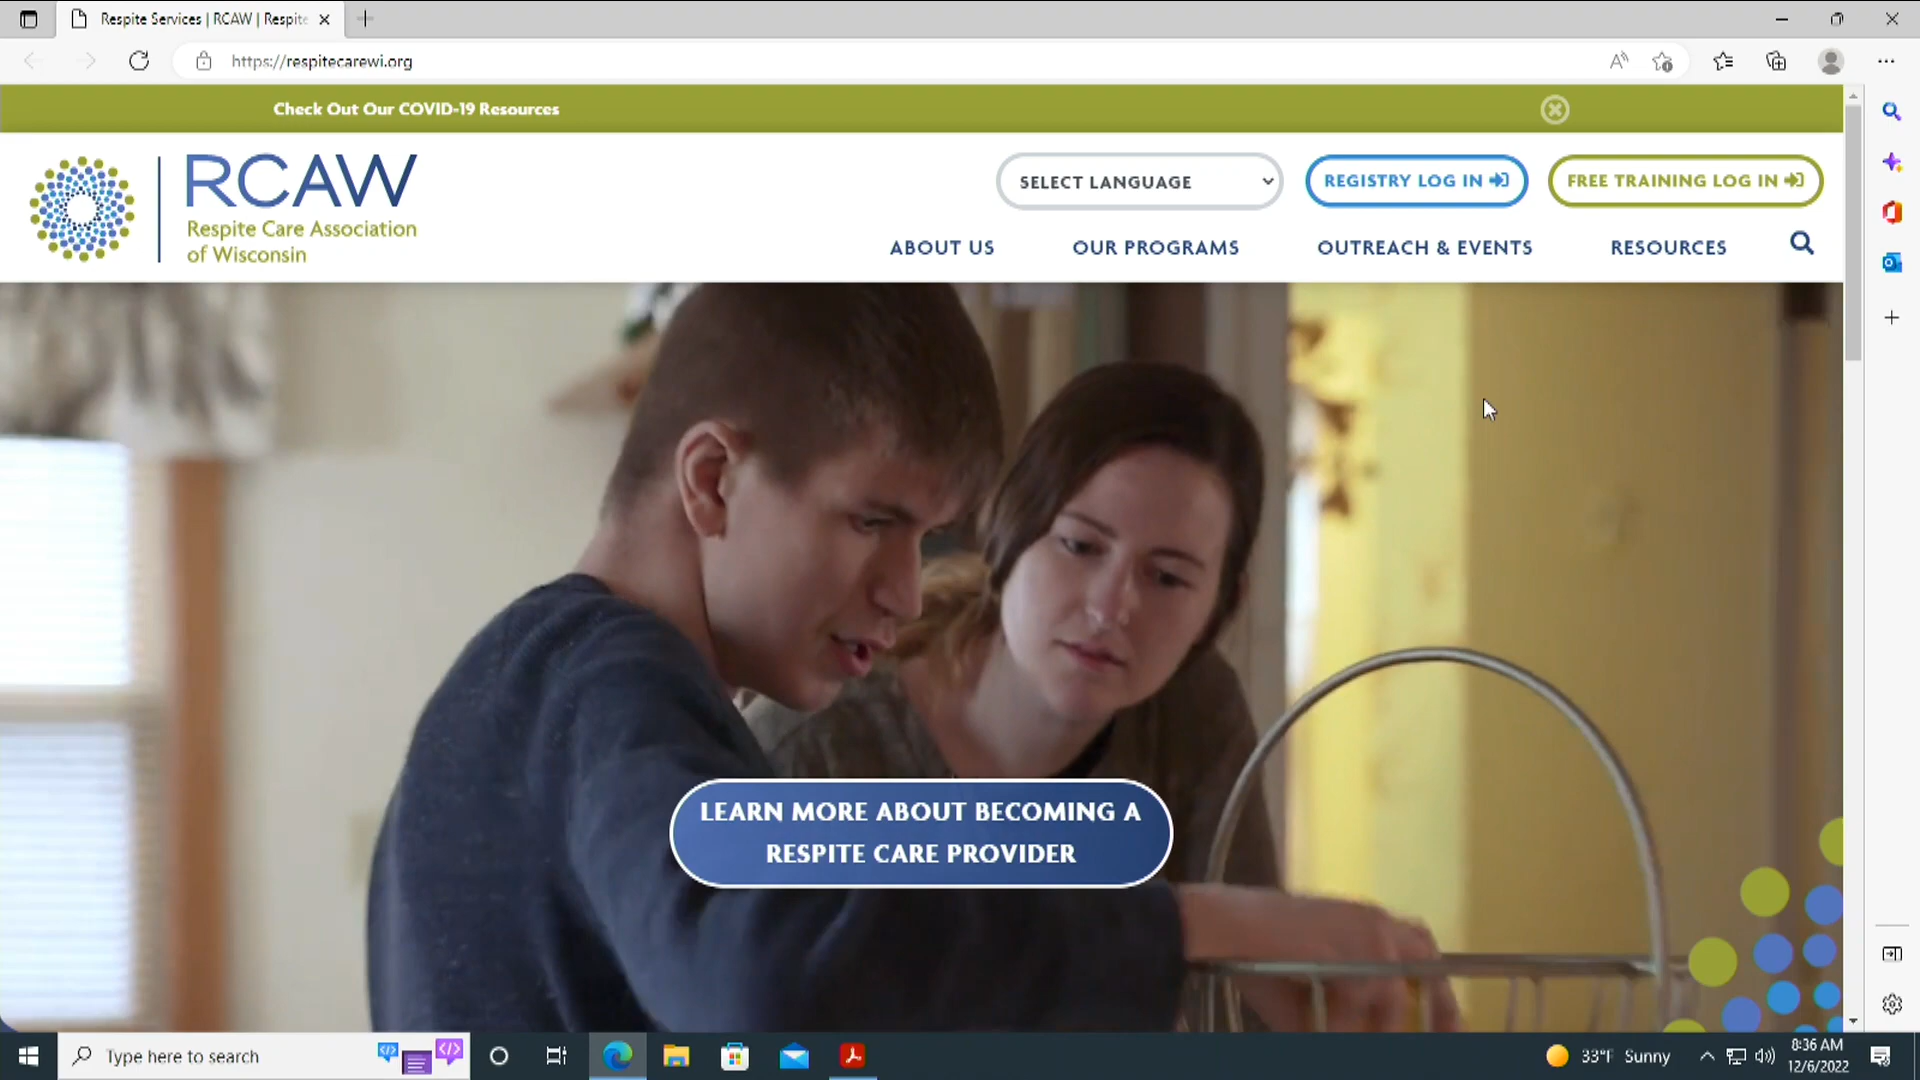 Respite Services | RCAW | Respite
https://respitecarewi.org
Check Out Our COVID-19 Resources
RCAW
Respite Care Association
of Wisconsin
SELECT LANGUAGE
REGISTRY LOG IN
FREE TRAINING LOG IN
ABOUT US
OUR PROGRAMS
OUTREACH & EVENTS
RESOURCES
LEARN MORE ABOUT BECOMING A
RESPITE CARE PROVIDER
Type here to search
33°F Sunny
8:36 AM
12/6/2022